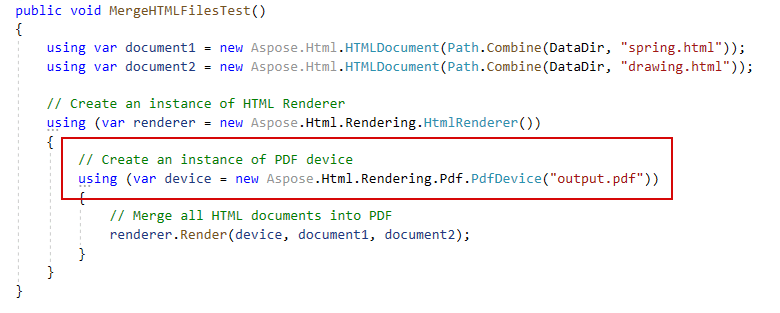 public void MergeHTMLFilesTest()
{
using var document1 = new Aspose.Html.HTMLDocument(Path.Combine(DataDir, "spring.html"));
using var document2 = new Aspose.Html.HTMLDocument(Path.Combine(DataDir, "drawing.html"));
// Create an instance of HTML Renderer
using (var renderer = new Aspose.Html.Rendering.HtmlRenderer())
{
// Create an instance of PDF device
using (var device = new Aspose.Html.Rendering.Pdf.PdfDevice("output.pdf"))
{
// Merge all HTML documents into PDF
renderer.Render(device, document1, document2);
}
}
}